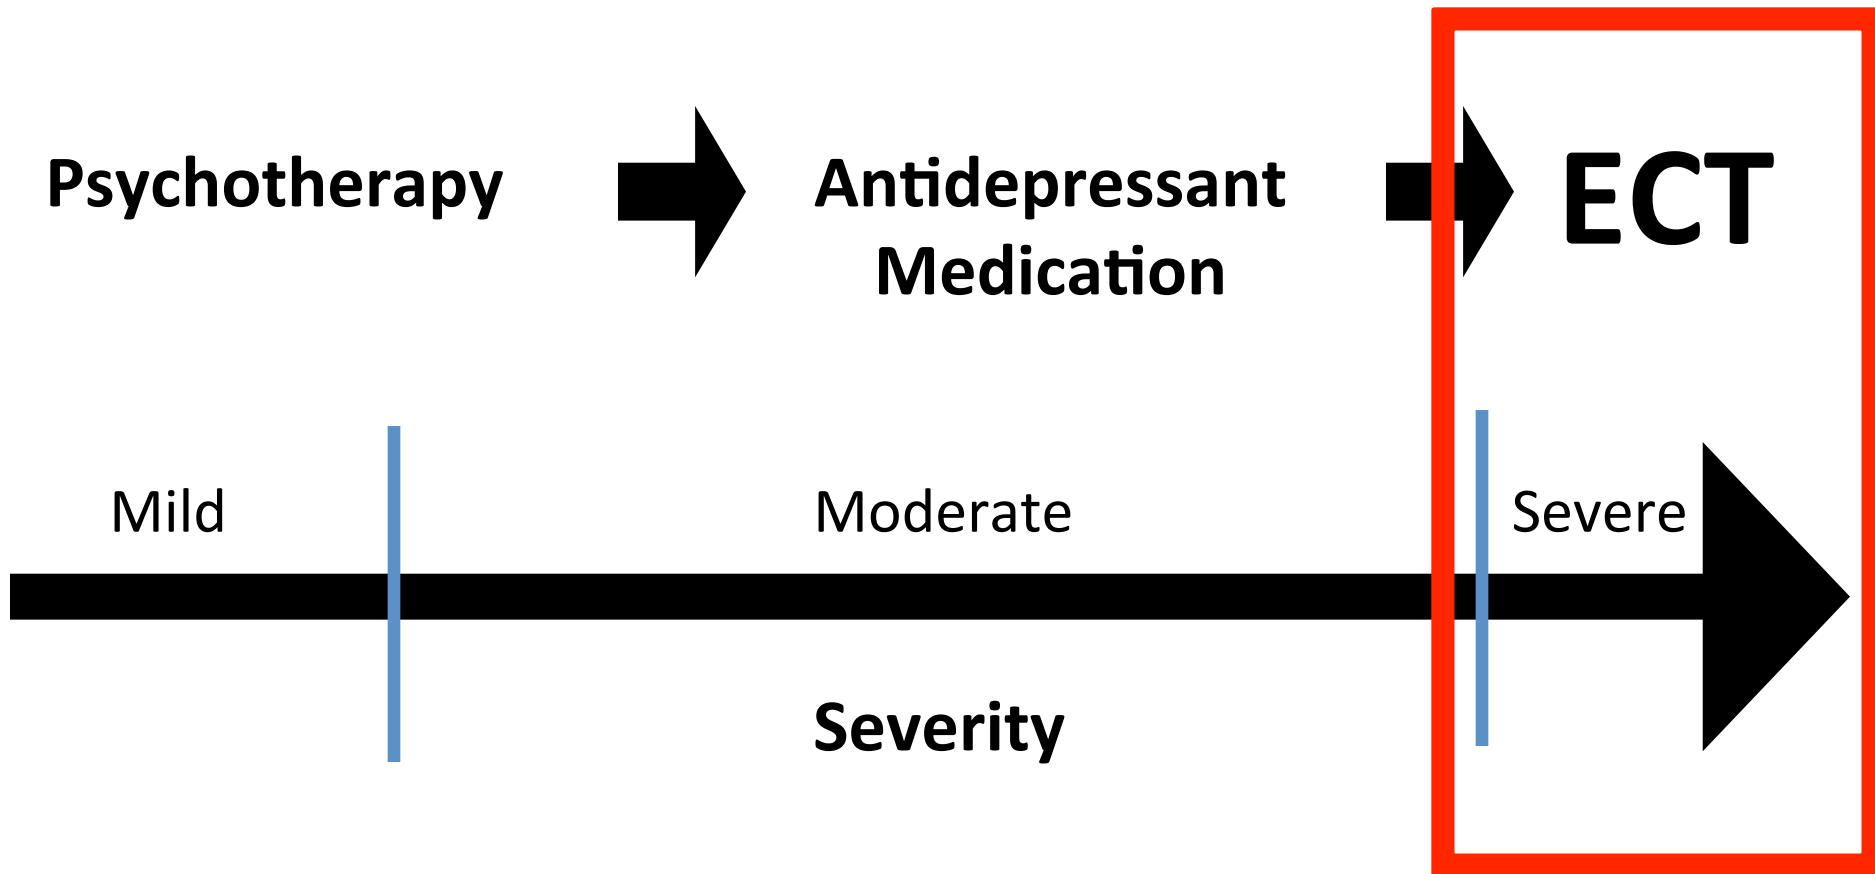 Psychotherapy
Antidepressant
Medication
ECT
Mild
Moderate
Severe
Severity